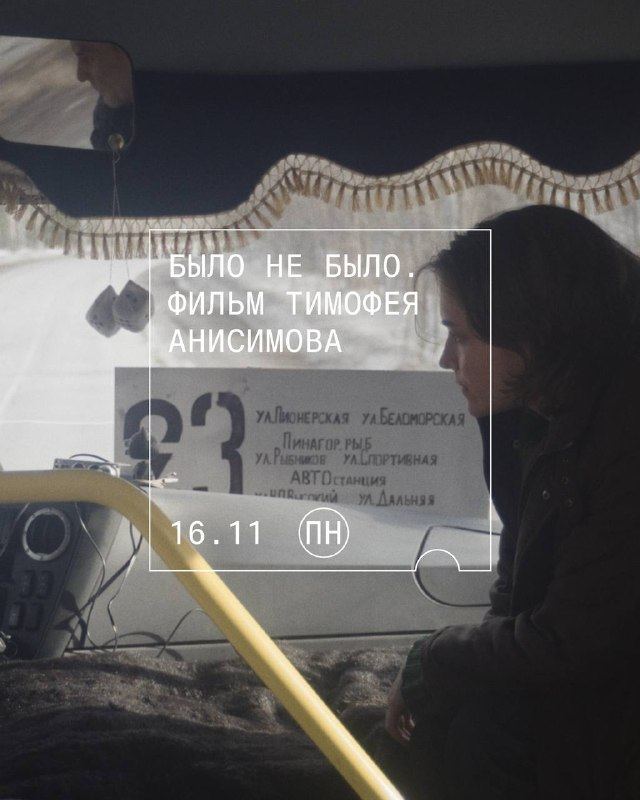 БЫЛО НЕ БЫЛО.
ФИЛЬМ ТИМОФЕЯ
АНИСИМОВА
23
ул.Пионерская ул.Беломорская
Пинагор.рыб
ул.Рыбников ул.Спортивная
АВТОстанция
ул.Дальняя
16.11 ПН